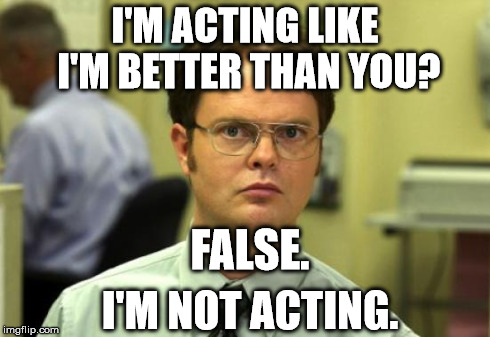 I'M ACTING LIKE
I'M BETTER THAN YOU?
FALSE.
I'M NOT ACTING.
imgflip.com